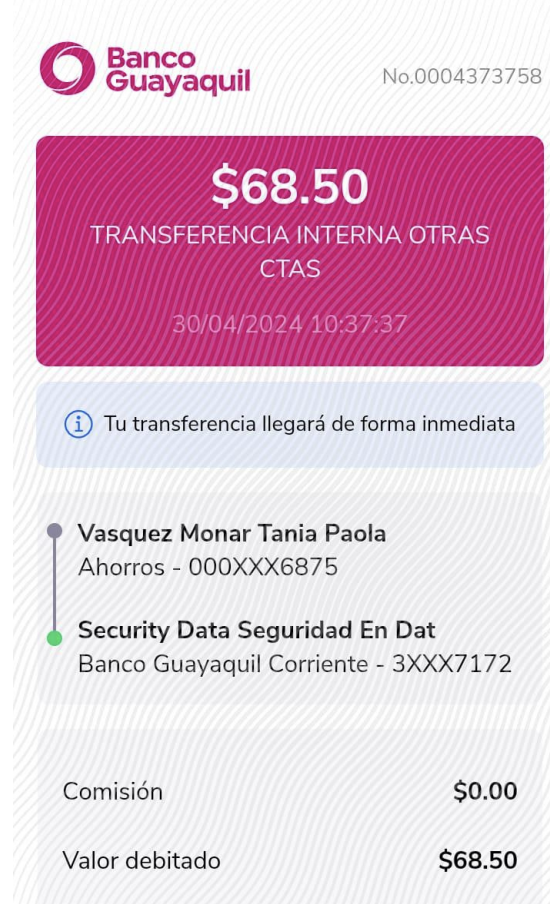 Banco
Guayaquil
No.0004373758
$68.50
TRANSFERENCIA INTERNA OTRAS
CTAS
30/04/2024 10:37:37
Tu transferencia llegará de forma inmediata
Vasquez Monar Tania Paola
Ahorros - 000XXX6875
Security Data Seguridad En Dat
Banco Guayaquil Corriente - 3XXX7172
Comisión $0.00
Valor debitado $68.50